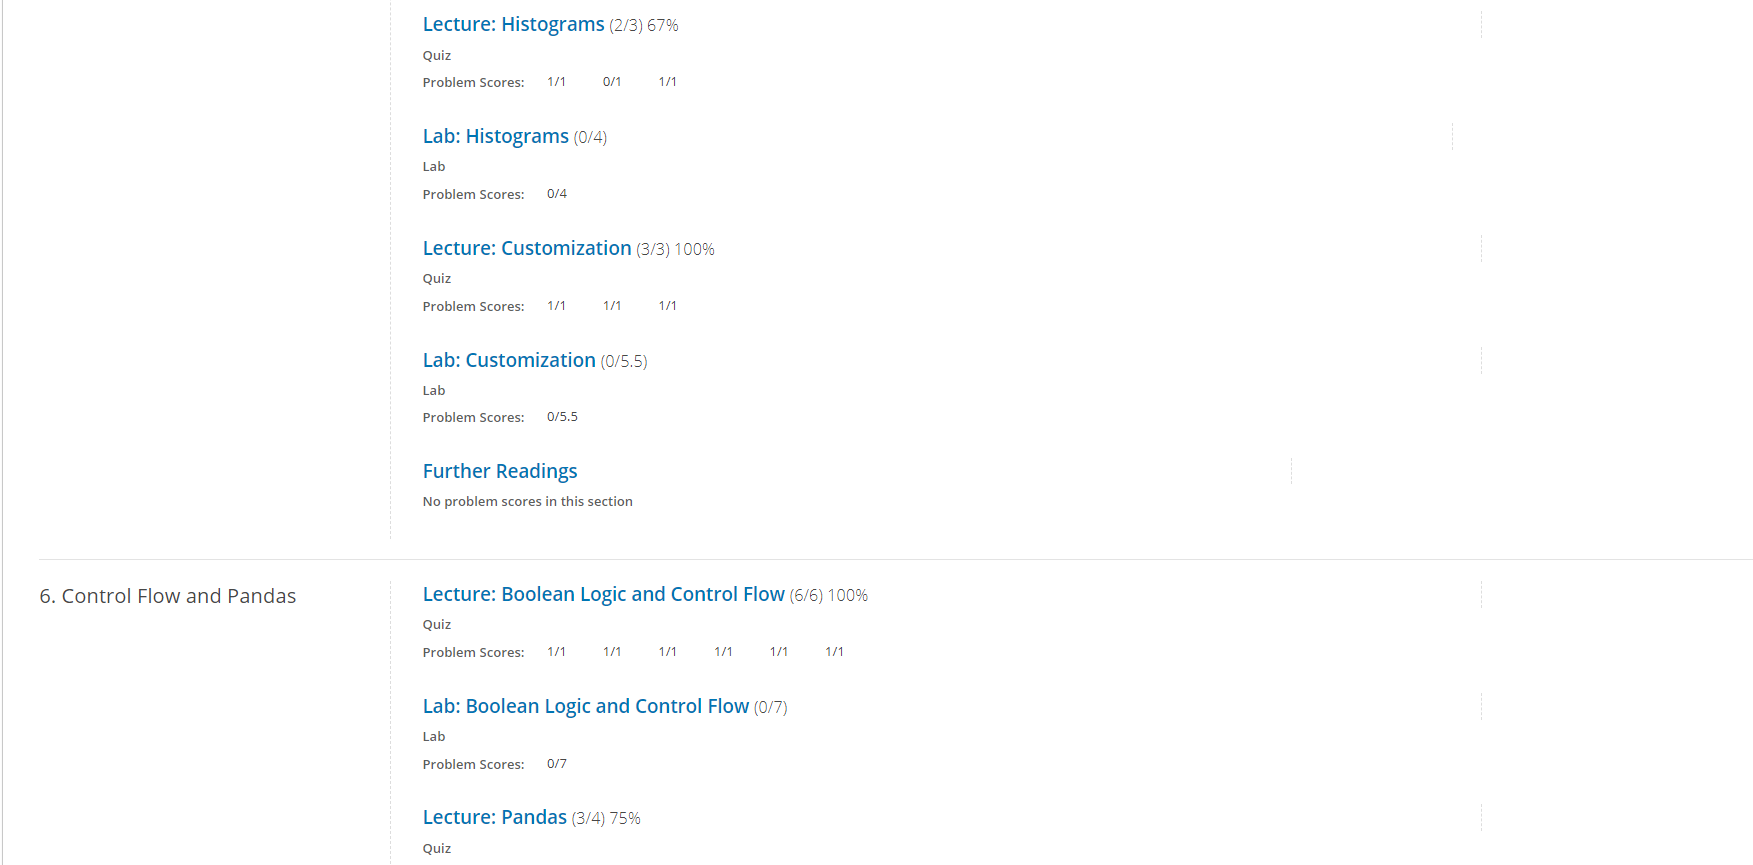 Lecture: Histograms (2/3) 67%
Quiz
Problem Scores: 1/1 0/1 1/1
Lab: Histograms (0/4)
Lab
Problem Scores: 0/4
Lecture: Customization (3/3) 100%
Quiz
Problem Scores: 1/1 1/1 1/1
Lab: Customization (0/5.5)
Lab
Problem Scores: 0/5.5
Further Readings
No problem scores in this section
6. Control Flow and Pandas
Lecture: Boolean Logic and Control Flow (6/6) 100%
Quiz
Problem Scores: 1/1 1/1 1/1 1/1 1/1 1/1
Lab: Boolean Logic and Control Flow (0/7)
Lab
Problem Scores: 0/7
Lecture: Pandas (3/4) 75%
Quiz